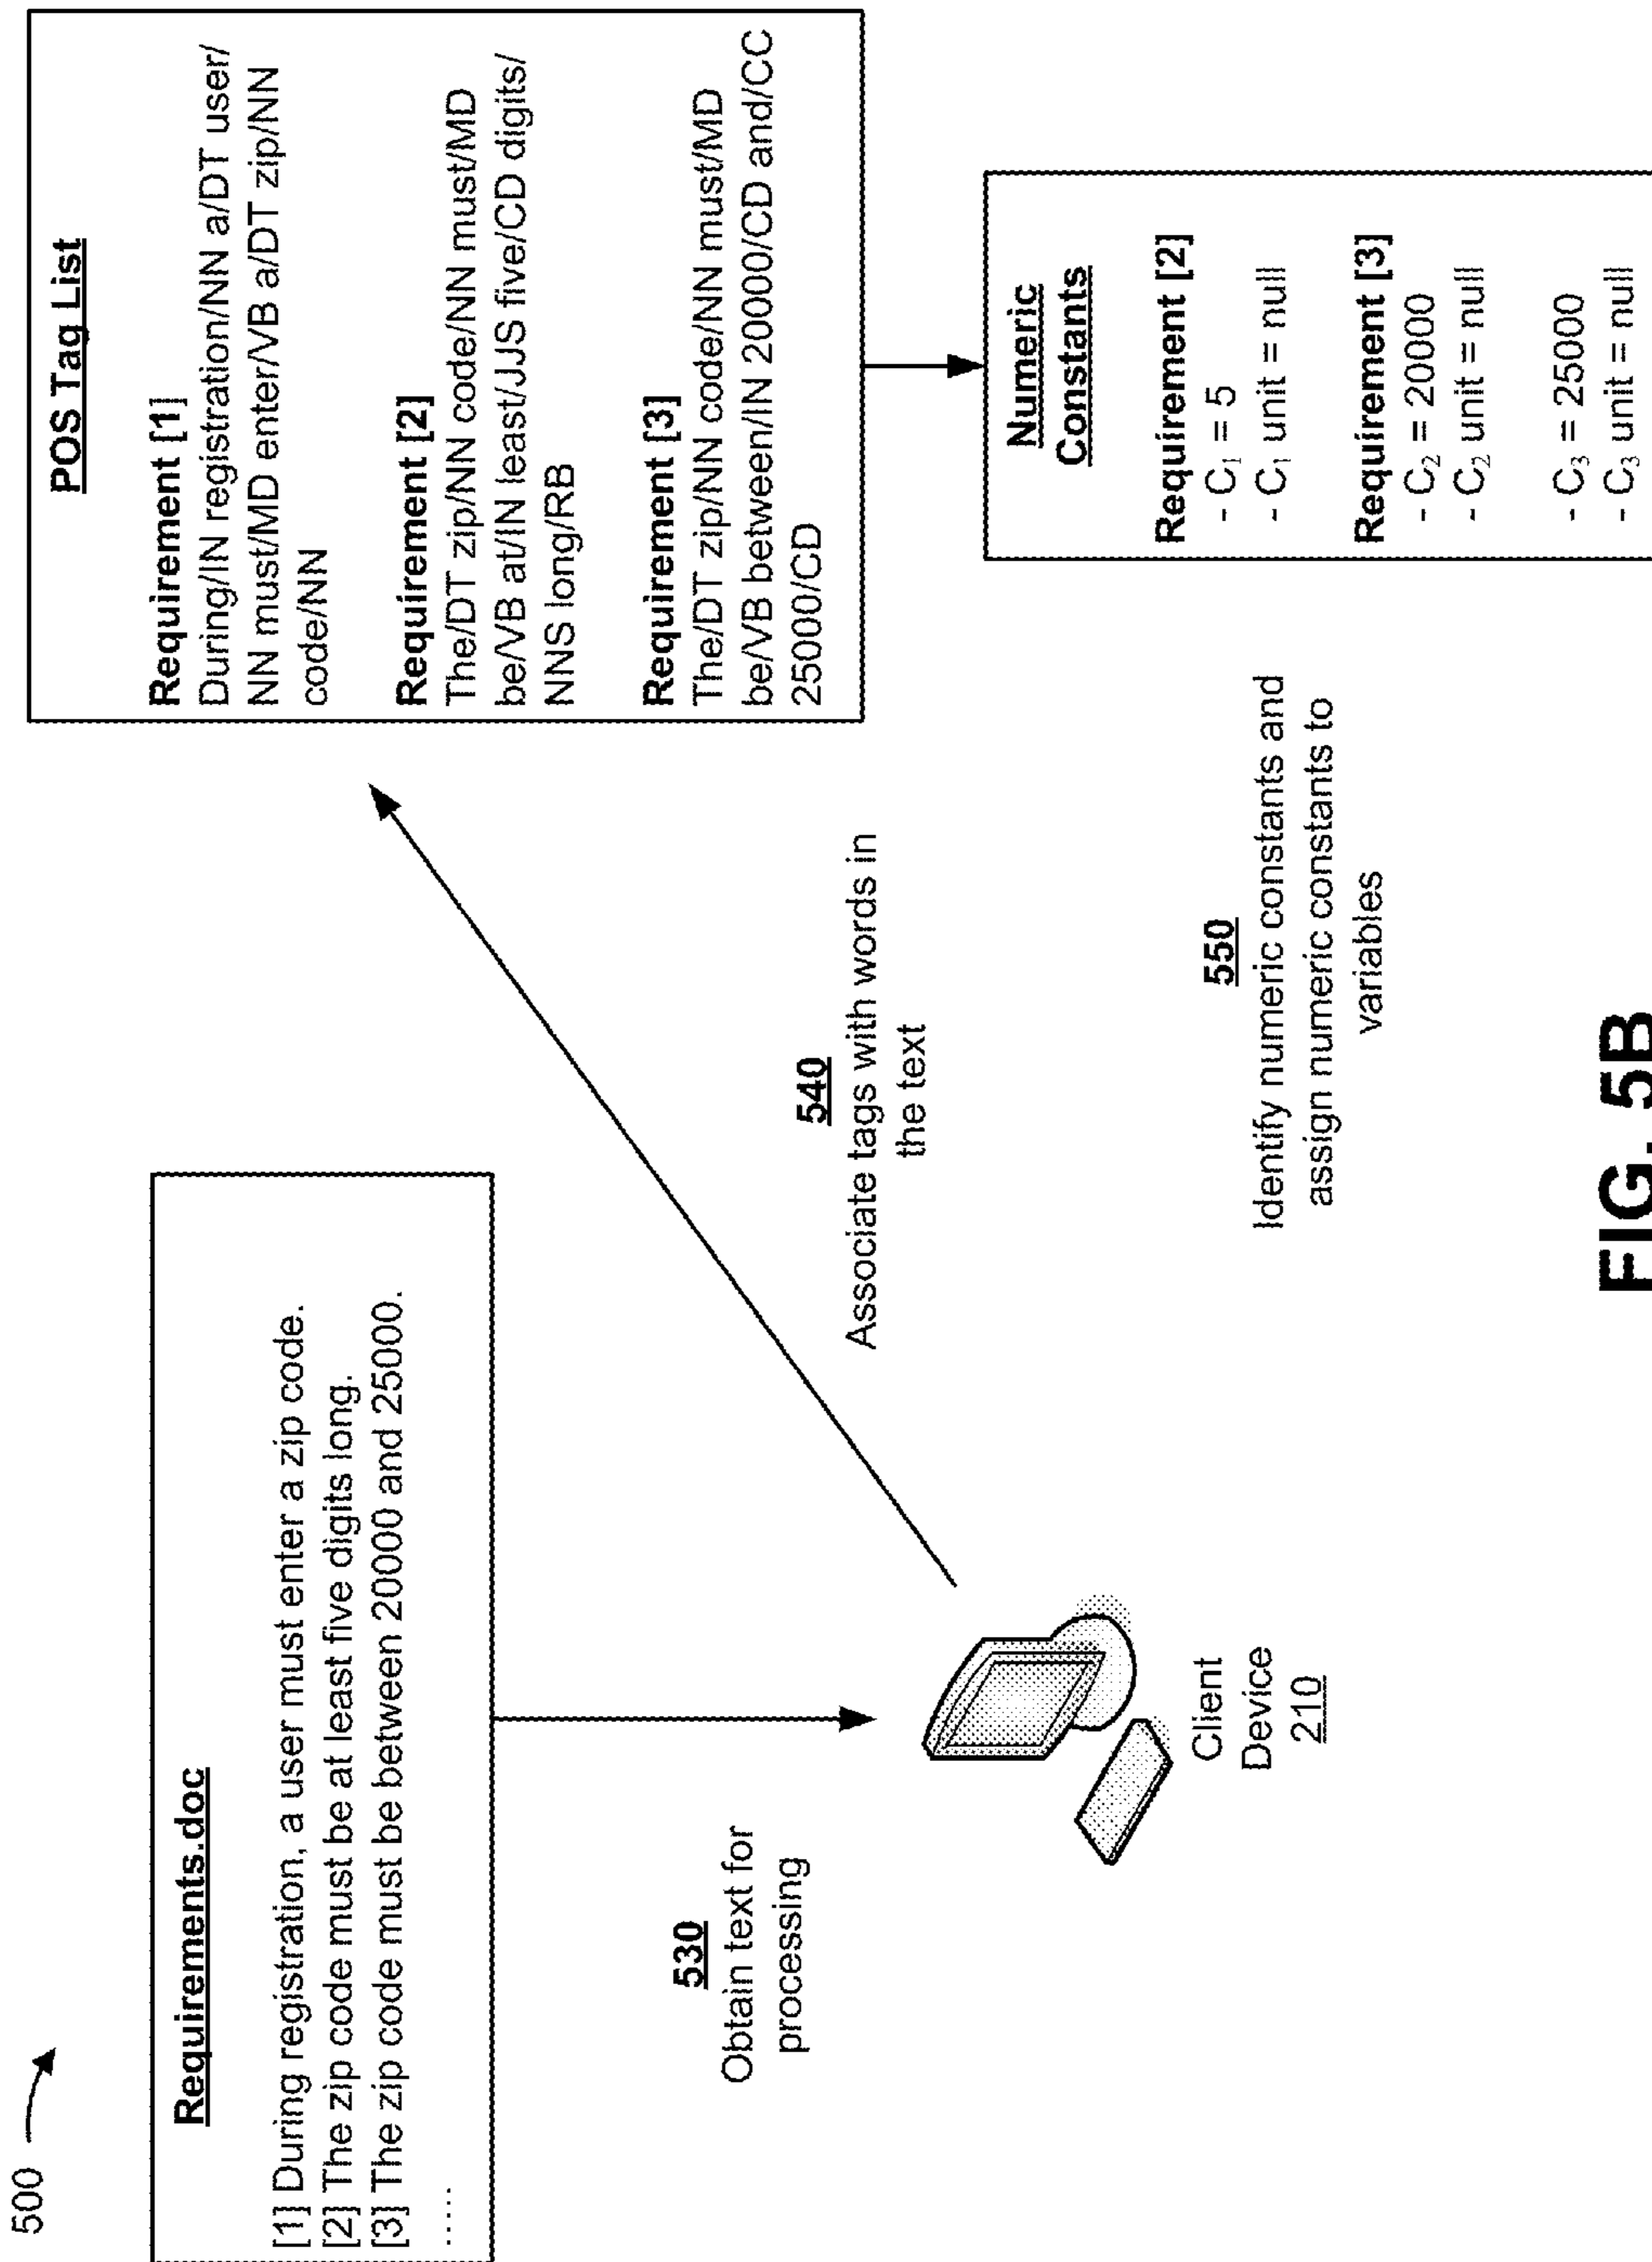 500
Requirements.doc
[1] During registration, a user must enter a zip code.
[2] The zip code must be at least five digits long.
[3] The zip code must be between 20000 and 25000.
.....
530
Obtain text for
processing
Client
Device
210
540
Associate tags with words in
the text
POS Tag List
Requirement [1]
During/IN registration/NN a/DT user/
NN must/MD enter/VB a/DT zip/NN
code/NN
Requirement [2]
The/DT zip/NN code/NN must/MD
be/VB at/IN least/JJS five/CD digits/
NNS long/RB
Requirement [3]
The/DT zip/NN code/NN must/MD
be/VB between/IN 20000/CD and/CC
25000/CD
550
Identify numeric constants and
assign numeric constants to
variables
Numeric
Constants
Requirement [2]
- C₁ = 5
- C₁ unit = null
Requirement [3]
- C₂ = 20000
- C₂ unit = null
- C₃ = 25000
- C₃ unit = null
FIG. 5B